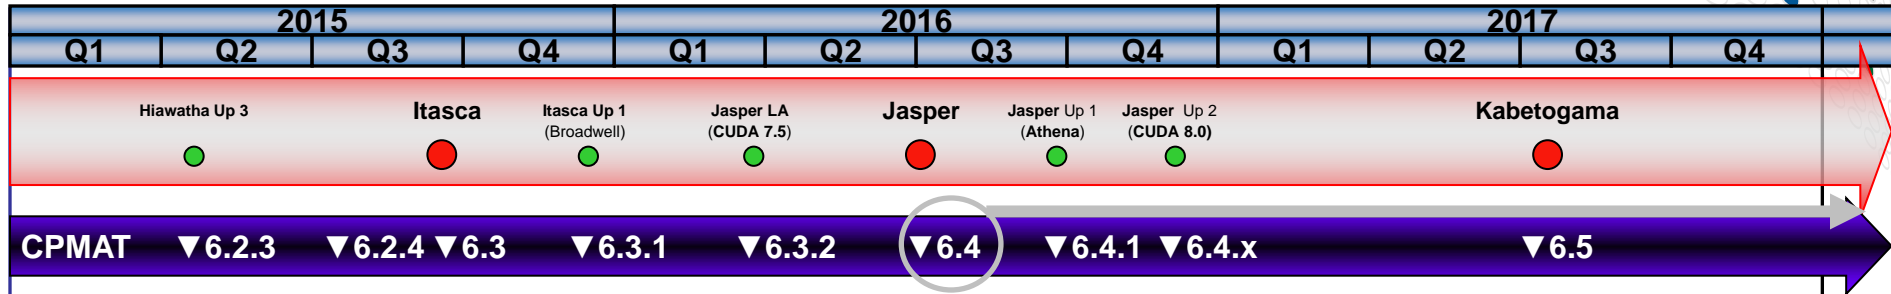 2015 2016 2017
Q1 Q2 Q3 Q4 Q1 Q2 Q3 Q4 Q1 Q2 Q3 Q4
Hiawatha Up 3
Itasca
Itasca Up 1
(Broadwell)
Jasper LA
(CUDA 7.5)
Jasper
Jasper Up 1
(Athena)
Jasper Up 2
(CUDA 8.0)
Kabetogama
CPMAT ▼6.2.3 ▼6.2.4 ▼6.3 ▼6.3.1 ▼6.3.2 ▼6.4 ▼6.4.1 ▼6.4.x ▼6.5